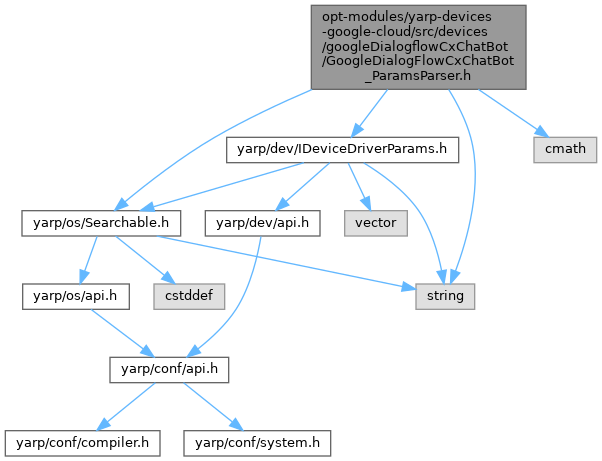 opt-modules/yarp-devices
-google-cloud/src/devices
/googleDialogflowCxChatBot
/GoogleDialogFlowCxChatBot
_ParamsParser.h
yarp/dev/IDeviceDriverParams.h
cmath
yarp/os/Searchable.h
yarp/dev/api.h
vector
yarp/os/api.h
cstddef
string
yarp/conf/api.h
yarp/conf/compiler.h
yarp/conf/system.h